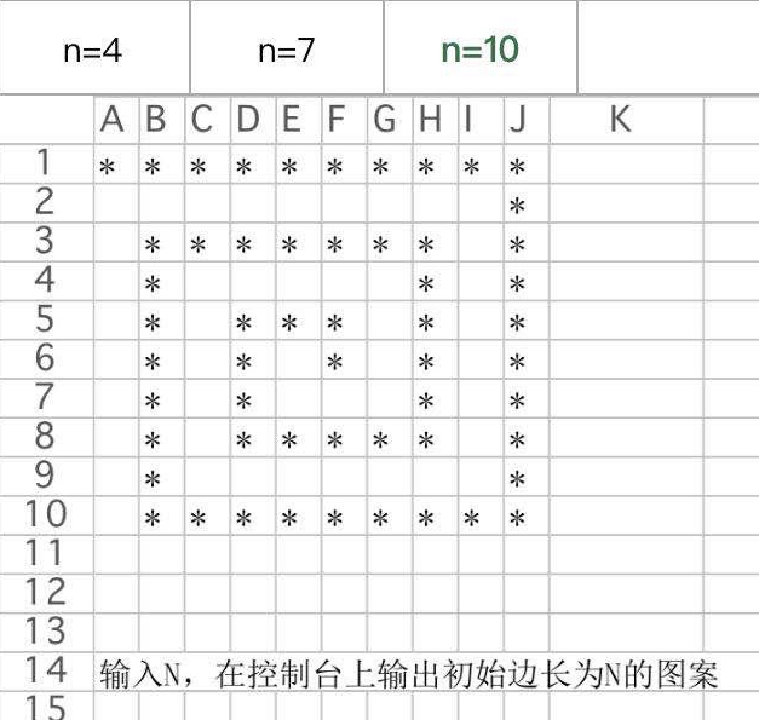 n=4 n=7 n=10
A B C D E F G H I J K
1 * * * * * * * * * *
2 *
3 * * * * * * * *
4 * * *
5 * * * * * *
6 * * * * *
7 * * * *
8 * * * * * * *
9 * *
10 * * * * * * * * *
11
12
13
14 输入N，在控制台上输出初始边长为N的图案
15